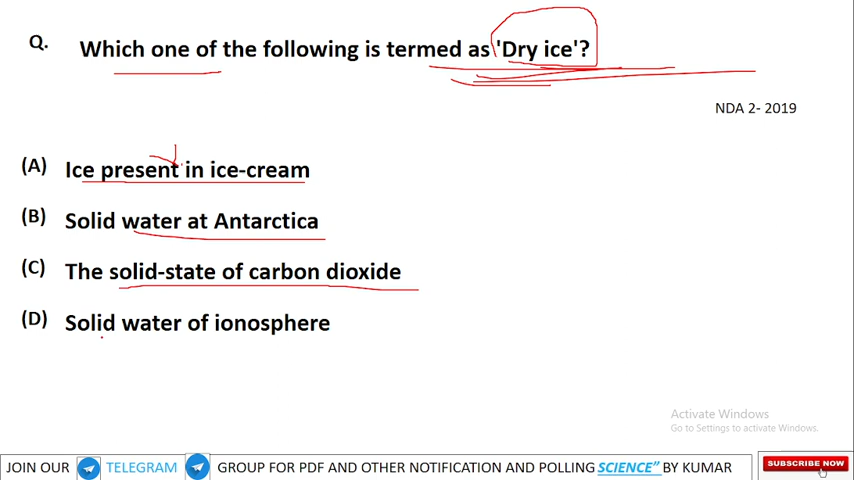 Q. Which one of the following is termed as 'Dry ice'?
NDA 2- 2019
(A) Ice present in ice-cream
(B) Solid water at Antarctica
(C) The solid-state of carbon dioxide
(D) Solid water of ionosphere
Activate Windows
Go to Settings to activate Windows.
JOIN OUR TELEGRAM GROUP FOR PDF AND OTHER NOTIFICATION AND POLLING SCIENCE” BY KUMAR
SUBSCRIBE NOW